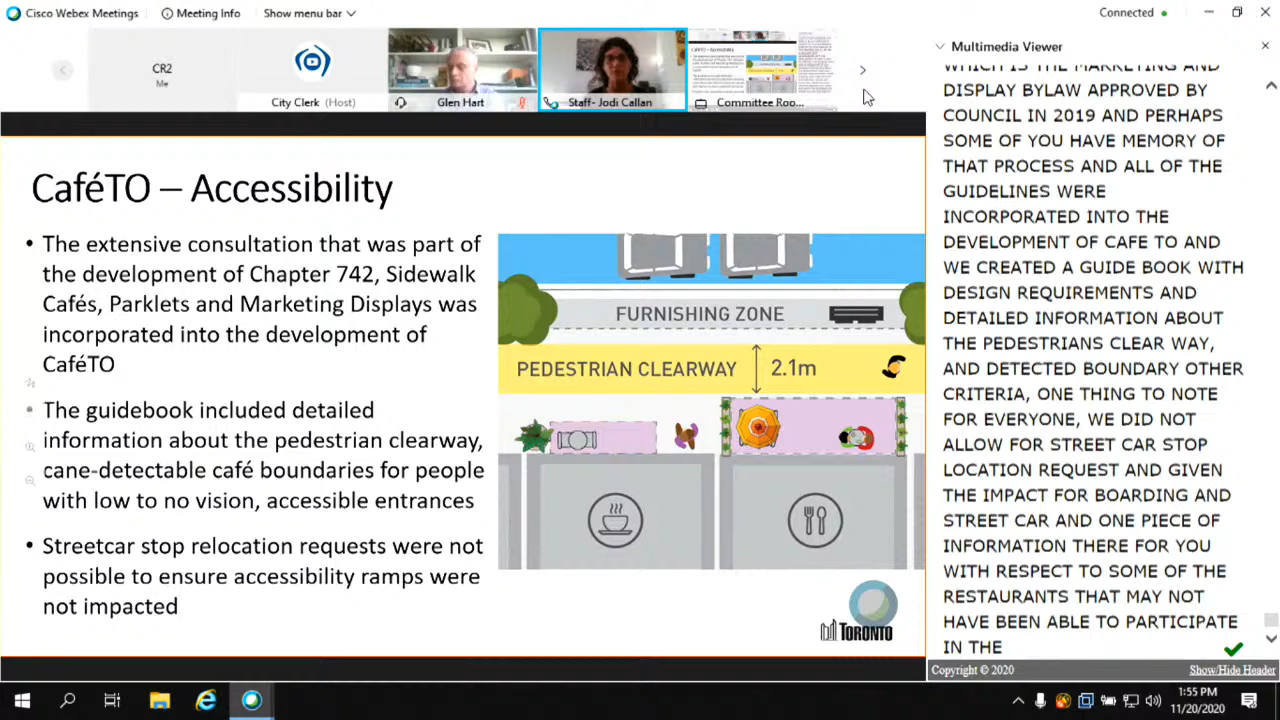 Cisco Webex Meetings
Meeting Info
Show menu bar
Connected
CR2
Me
City Clerk (Host)
Glen Hart
Staff- Jodi Callan
Committee Roo...
CaféTO – Accessibility
• The extensive consultation that was part of
the development of Chapter 742, Sidewalk
Cafés, Parklets and Marketing Displays was
incorporated into the development of
CaféTO
• The guidebook included detailed
information about the pedestrian clearway,
cane-detectable café boundaries for people
with low to no vision, accessible entrances
• Streetcar stop relocation requests were not
possible to ensure accessibility ramps were
not impacted
FURNISHING ZONE
PEDESTRIAN CLEARWAY
2.1m
TORONTO
Multimedia Viewer
DISPLAY BYLAW APPROVED BY
COUNCIL IN 2019 AND PERHAPS
SOME OF YOU HAVE MEMORY OF
THAT PROCESS AND ALL OF THE
GUIDELINES WERE
INCORPORATED INTO THE
DEVELOPMENT OF CAFE TO AND
WE CREATED A GUIDE BOOK WITH
DESIGN REQUIREMENTS AND
DETAILED INFORMATION ABOUT
THE PEDESTRIANS CLEAR WAY,
AND DETECTED BOUNDARY OTHER
CRITERIA, ONE THING TO NOTE
FOR EVERYONE, WE DID NOT
ALLOW FOR STREET CAR STOP
LOCATION REQUEST AND GIVEN
THE IMPACT FOR BOARDING AND
STREET CAR AND ONE PIECE OF
INFORMATION THERE FOR YOU
WITH RESPECT TO SOME OF THE
RESTAURANTS THAT MAY NOT
HAVE BEEN ABLE TO PARTICIPATE
IN THE
Copyright © 2020
Show/Hide Header
1:55 PM
11/20/2020